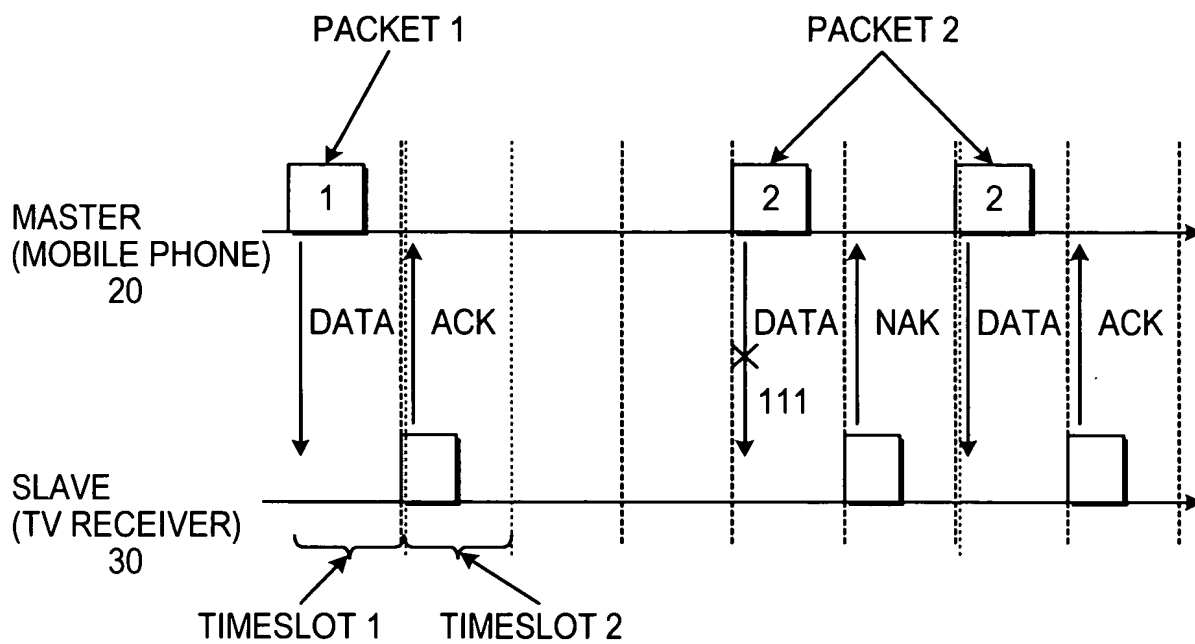 PACKET 1
PACKET 2
1
2
2
MASTER
(MOBILE PHONE)
20
DATA
ACK
DATA
NAK
DATA
ACK
111
SLAVE
(TV RECEIVER)
30
TIMESLOT 1
TIMESLOT 2